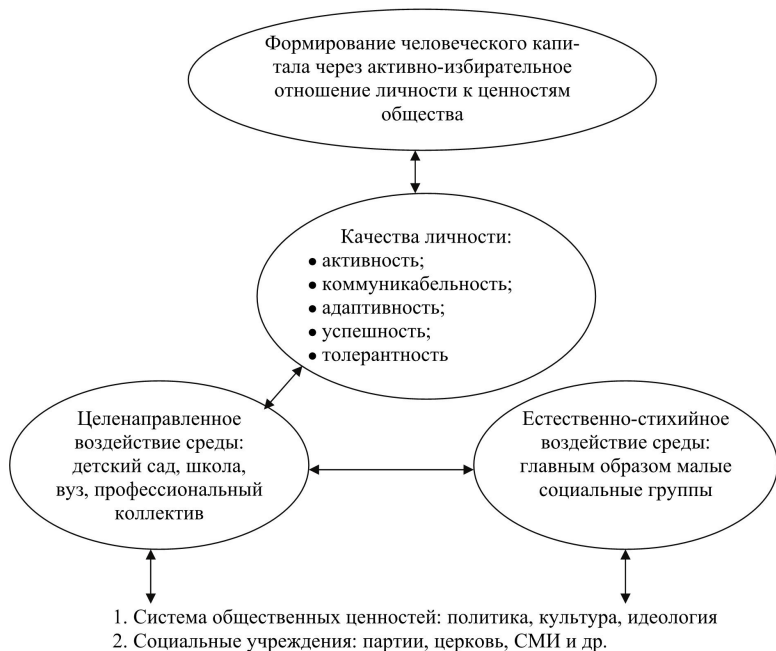 Формирование человеческого капи-
тала через активно-избирательное
отношение личности к ценностям
общества
Качества личности:
• активность;
• коммуникабельность;
• адаптивность;
• успешность;
• толерантность
Целенаправленное
воздействие среды:
детский сад, школа,
вуз, профессиональный
коллектив
Естественно-стихийное
воздействие среды:
главным образом малые
социальные группы
1. Система общественных ценностей: политика, культура, идеология
2. Социальные учреждения: партии, церковь, СМИ и др.